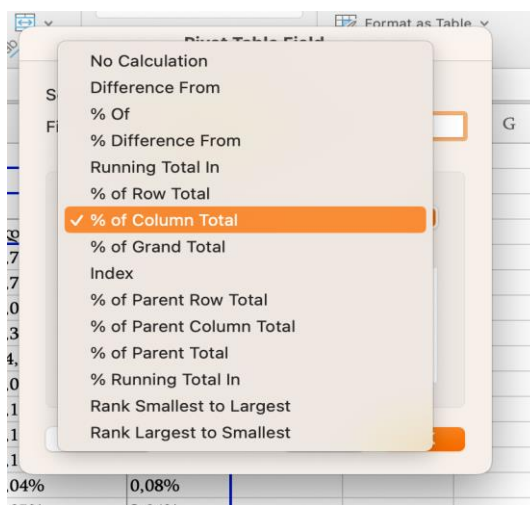 Format as Table
Pivot Table Field
No Calculation
Difference From
% Of
Fi
% Difference From
G
Running Total In
% of Row Total
% of Column Total
% of Grand Total
Index
% of Parent Row Total
% of Parent Column Total
% of Parent Total
% Running Total In
Rank Smallest to Largest
Rank Largest to Smallest
,04%
0,08%